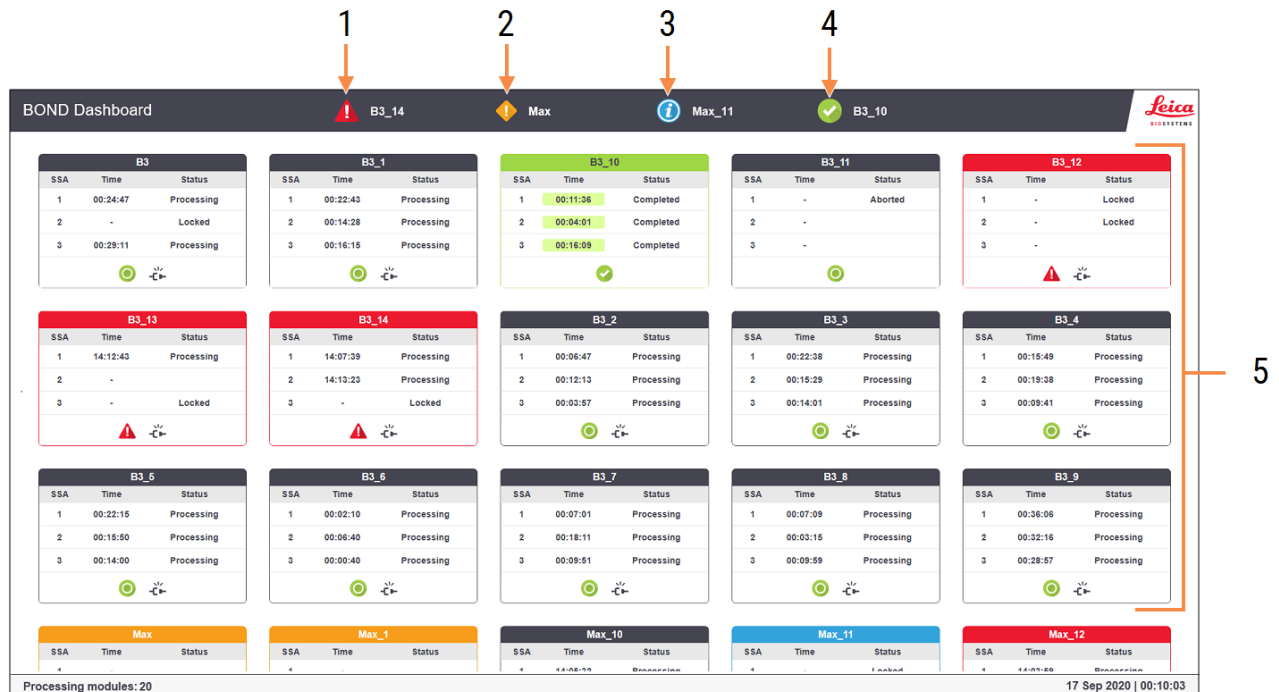 1 2 3 4
BOND Dashboard B3_14 Max Max_11 B3_10 Leica
BIOSYSTEMS
B3 B3_1 B3_10 B3_11 B3_12
SSA Time Status SSA Time Status SSA Time Status SSA Time Status SSA Time Status
1 00:24:47 Processing 1 00:22:43 Processing 1 00:11:36 Completed 1 - Aborted 1 - Locked
2 - Locked 2 00:14:28 Processing 2 00:04:01 Completed 2 - 2 - Locked
3 00:29:11 Processing 3 00:16:15 Processing 3 00:16:09 Completed 3 - 3 -
B3_13 B3_14 B3_2 B3_3 B3_4
SSA Time Status SSA Time Status SSA Time Status SSA Time Status SSA Time Status
1 14:12:43 Processing 1 14:07:39 Processing 1 00:06:47 Processing 1 00:22:38 Processing 1 00:15:49 Processing
2 - 2 14:13:23 Processing 2 00:12:13 Processing 2 00:15:29 Processing 2 00:19:38 Processing
5
3 - Locked 3 - Locked 3 00:03:57 Processing 3 00:14:01 Processing 3 00:09:41 Processing
B3_5 B3_6 B3_7 B3_8 B3_9
SSA Time Status SSA Time Status SSA Time Status SSA Time Status SSA Time Status
1 00:22:15 Processing 1 00:02:10 Processing 1 00:07:01 Processing 1 00:07:09 Processing 1 00:36:06 Processing
2 00:15:50 Processing 2 00:06:40 Processing 2 00:18:11 Processing 2 00:03:15 Processing 2 00:32:16 Processing
3 00:14:00 Processing 3 00:00:40 Processing 3 00:09:51 Processing 3 00:09:59 Processing 3 00:28:57 Processing
Max Max_1 Max_10 Max_11 Max_12
SSA Time Status SSA Time Status SSA Time Status SSA Time Status SSA Time Status
Processing modules: 20 17 Sep 2020 | 00:10:03